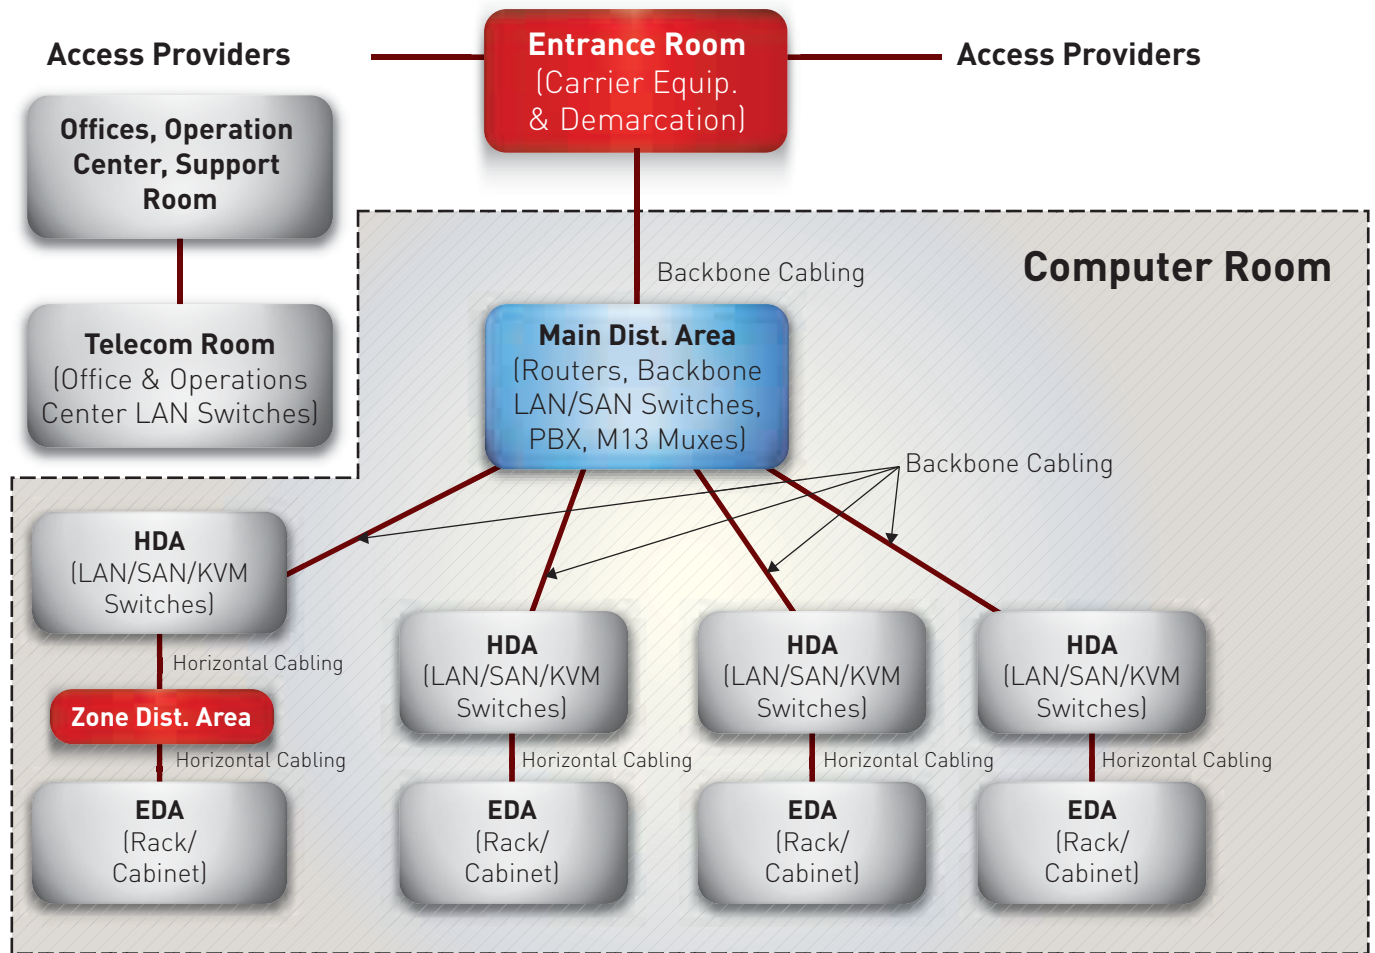 Access Providers
Entrance Room
(Carrier Equip.
& Demarcation)
Access Providers
Offices, Operation
Center, Support
Room
Computer Room
Backbone Cabling
Telecom Room
(Office & Operations
Center LAN Switches)
Main Dist. Area
(Routers, Backbone
LAN/SAN Switches,
PBX, M13 Muxes)
Backbone Cabling
HDA
(LAN/SAN/KVM
Switches)
Horizontal Cabling
Zone Dist. Area
Horizontal Cabling
EDA
(Rack/
Cabinet)
HDA
(LAN/SAN/KVM
Switches)
Horizontal Cabling
EDA
(Rack/
Cabinet)
HDA
(LAN/SAN/KVM
Switches)
Horizontal Cabling
EDA
(Rack/
Cabinet)
HDA
(LAN/SAN/KVM
Switches)
Horizontal Cabling
EDA
(Rack/
Cabinet)